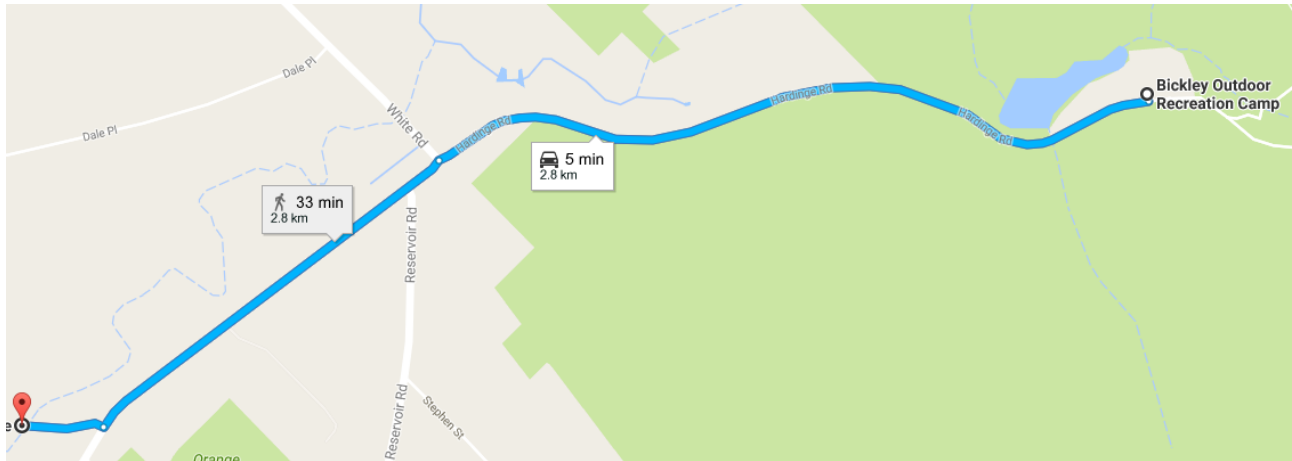 Dale Pl
Dale Pl
White Rd
Hardinge Rd
Hardinge Rd
Hardinge Rd
Bickley Outdoor
Recreation Camp
5 min
2.8 km
33 min
2.8 km
Reservoir Rd
Reservoir Rd
Stephen St
e
Orange